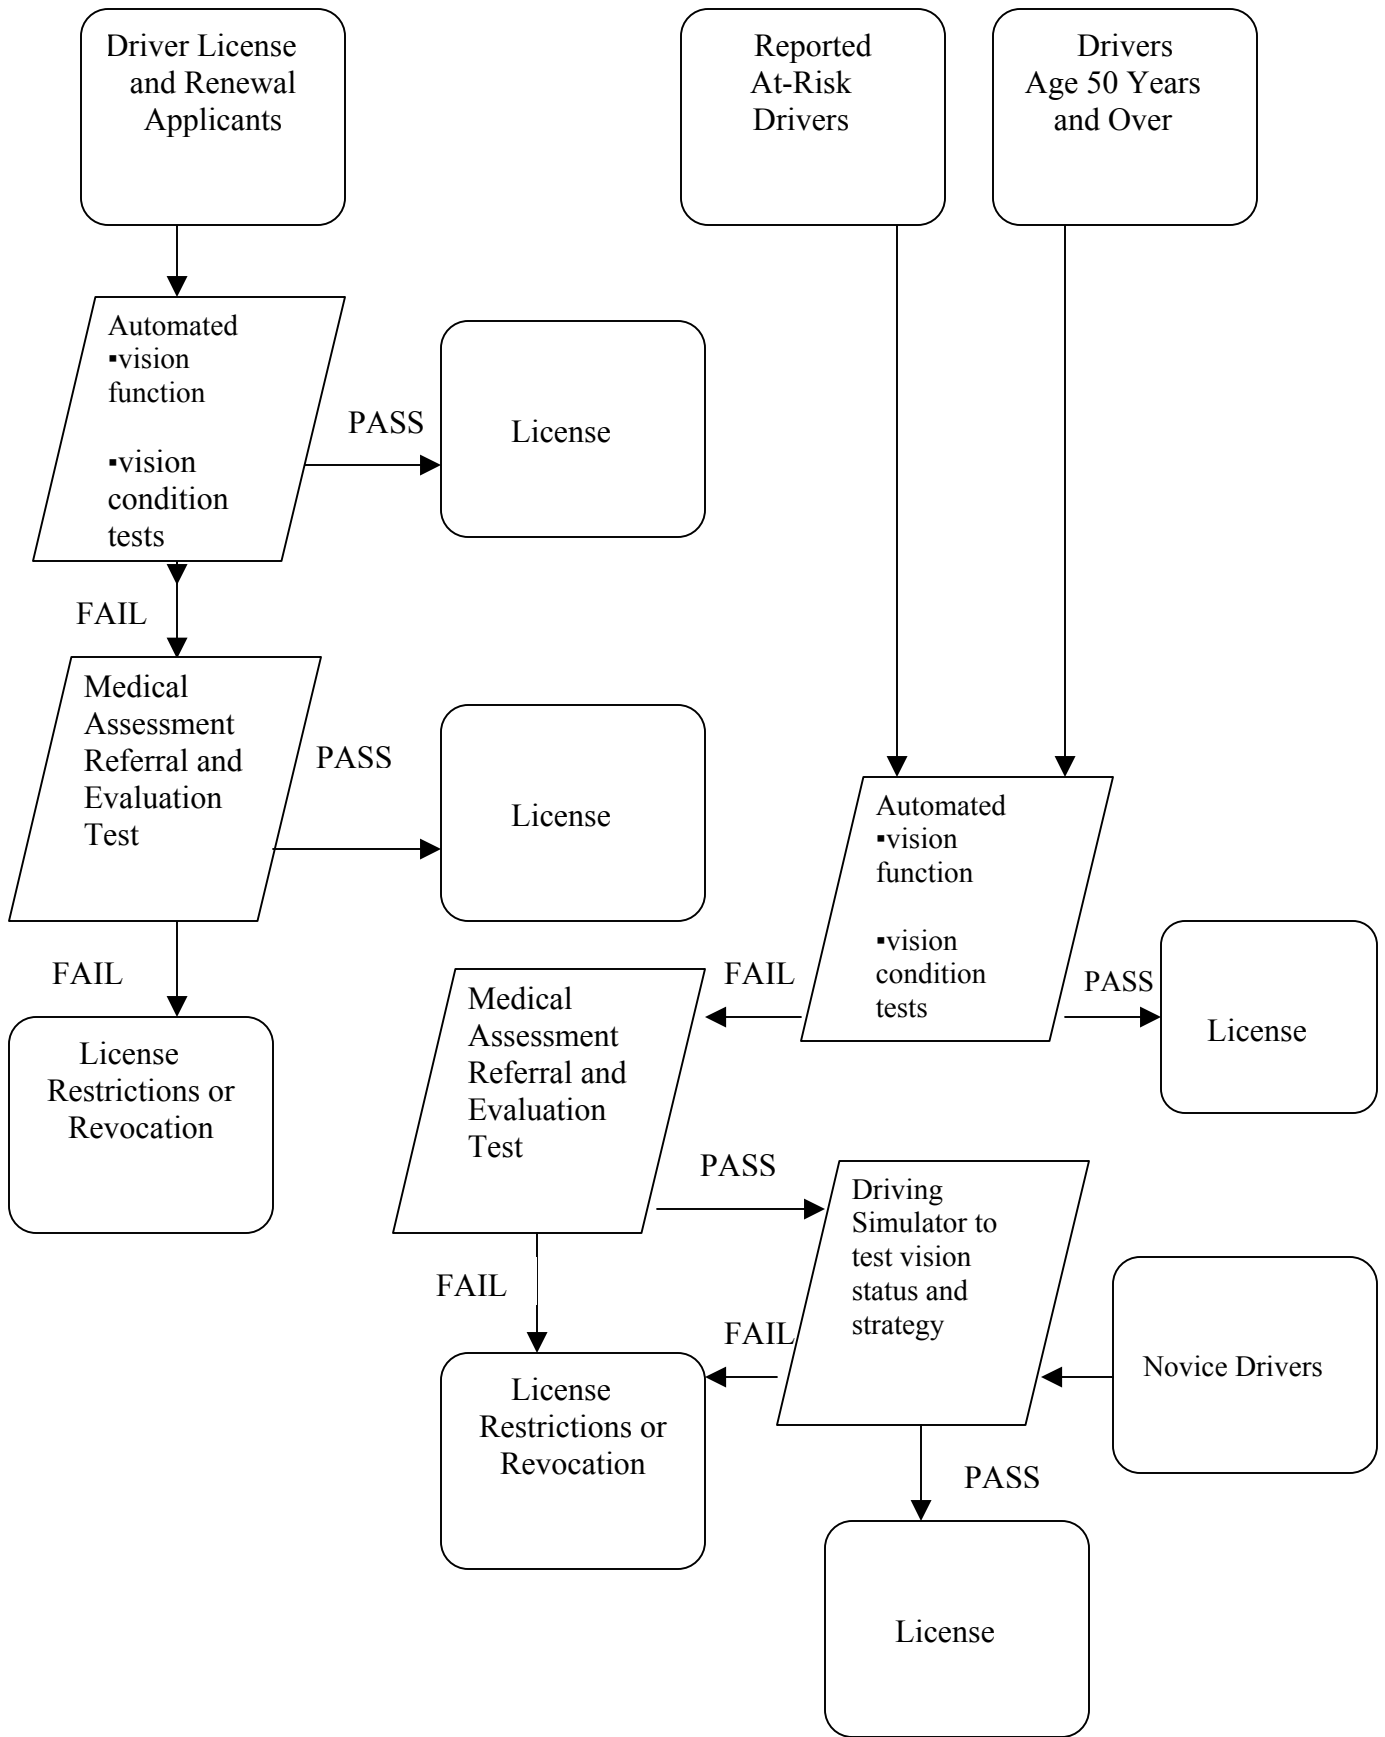 Driver License
and Renewal
Applicants
Reported
At-Risk
Drivers
Drivers
Age 50 Years
and Over
Automated
▪vision
function
▪vision
condition
tests
PASS
License
FAIL
Medical
Assessment
Referral and
Evaluation
Test
PASS
License
FAIL
License
Restrictions or
Revocation
Automated
▪vision
function
▪vision
condition
tests
FAIL
PASS
License
Medical
Assessment
Referral and
Evaluation
Test
PASS
FAIL
Driving
Simulator to
test vision
status and
strategy
FAIL
Novice Drivers
License
Restrictions or
Revocation
PASS
License